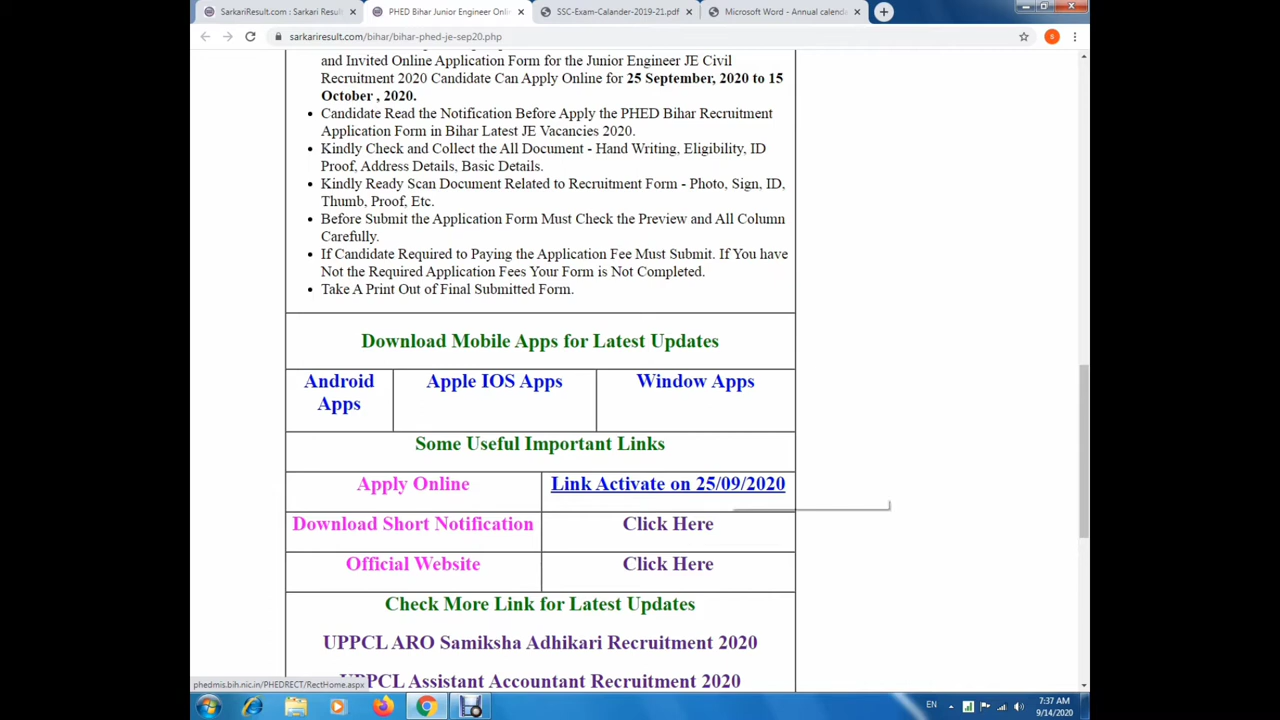 SarkariResult.com : Sarkari Resul
PHED Bihar Junior Engineer Onli
SSC-Exam-Calander-2019-21.pdf
Microsoft Word - Annual calend
sarkariresult.com/bihar/bihar-phed-je-sep20.php
and Invited Online Application Form for the Junior Engineer JE Civil
Recruitment 2020 Candidate Can Apply Online for 25 September, 2020 to 15
October , 2020.
Candidate Read the Notification Before Apply the PHED Bihar Recruitment
Application Form in Bihar Latest JE Vacancies 2020.
Kindly Check and Collect the All Document - Hand Writing, Eligibility, ID
Proof, Address Details, Basic Details.
Kindly Ready Scan Document Related to Recruitment Form - Photo, Sign, ID,
Thumb, Proof, Etc.
Before Submit the Application Form Must Check the Preview and All Column
Carefully.
If Candidate Required to Paying the Application Fee Must Submit. If You have
Not the Required Application Fees Your Form is Not Completed.
Take A Print Out of Final Submitted Form.
Download Mobile Apps for Latest Updates
Android Apps
Apple IOS Apps
Window Apps
Some Useful Important Links
Apply Online
Link Activate on 25/09/2020
Download Short Notification
Click Here
Official Website
Click Here
Check More Link for Latest Updates
UPPCL ARO Samiksha Adhikari Recruitment 2020
UPPCL Assistant Accountant Recruitment 2020
phedmis.bih.nic.in/PHEDRECT/RectHome.aspx
EN
7:37 AM
9/14/2020